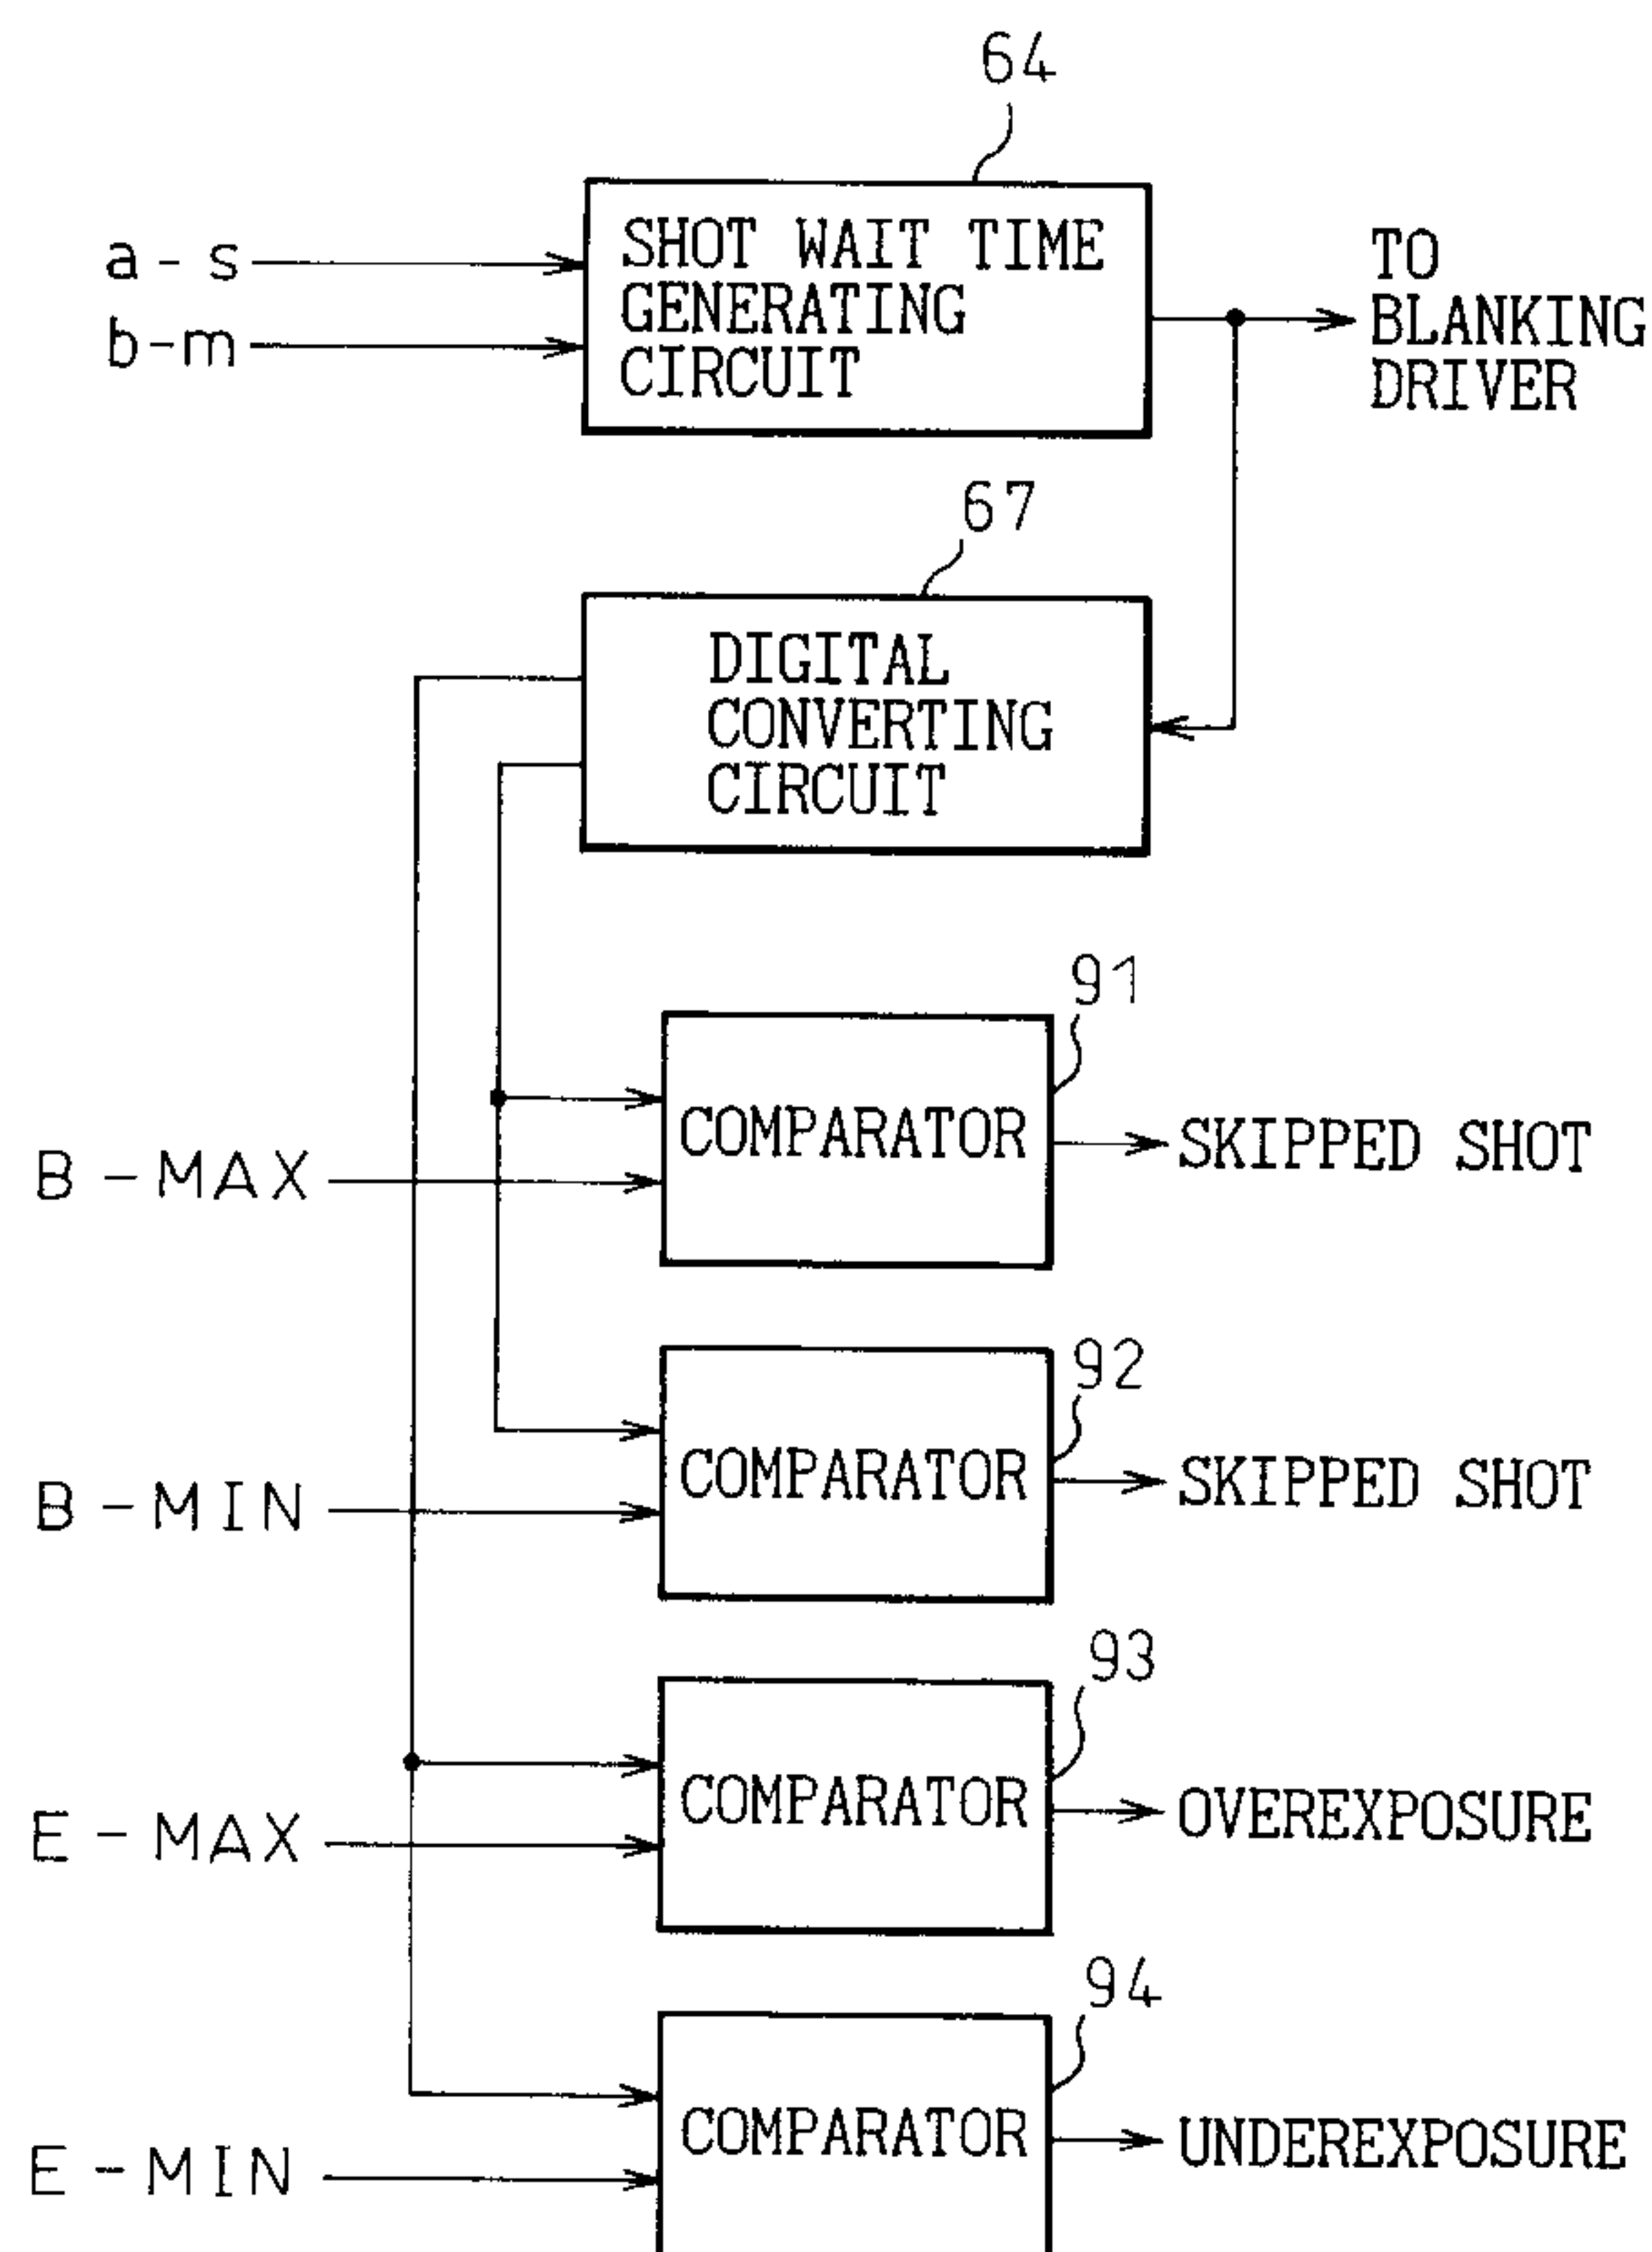 64
a-s
b-m
SHOT WAIT TIME
GENERATING
CIRCUIT
TO
BLANKING
DRIVER
67
DIGITAL
CONVERTING
CIRCUIT
91
B-MAX
COMPARATOR
SKIPPED SHOT
92
B-MIN
COMPARATOR
SKIPPED SHOT
93
E-MAX
COMPARATOR
OVEREXPOSURE
94
E-MIN
COMPARATOR
UNDEREXPOSURE